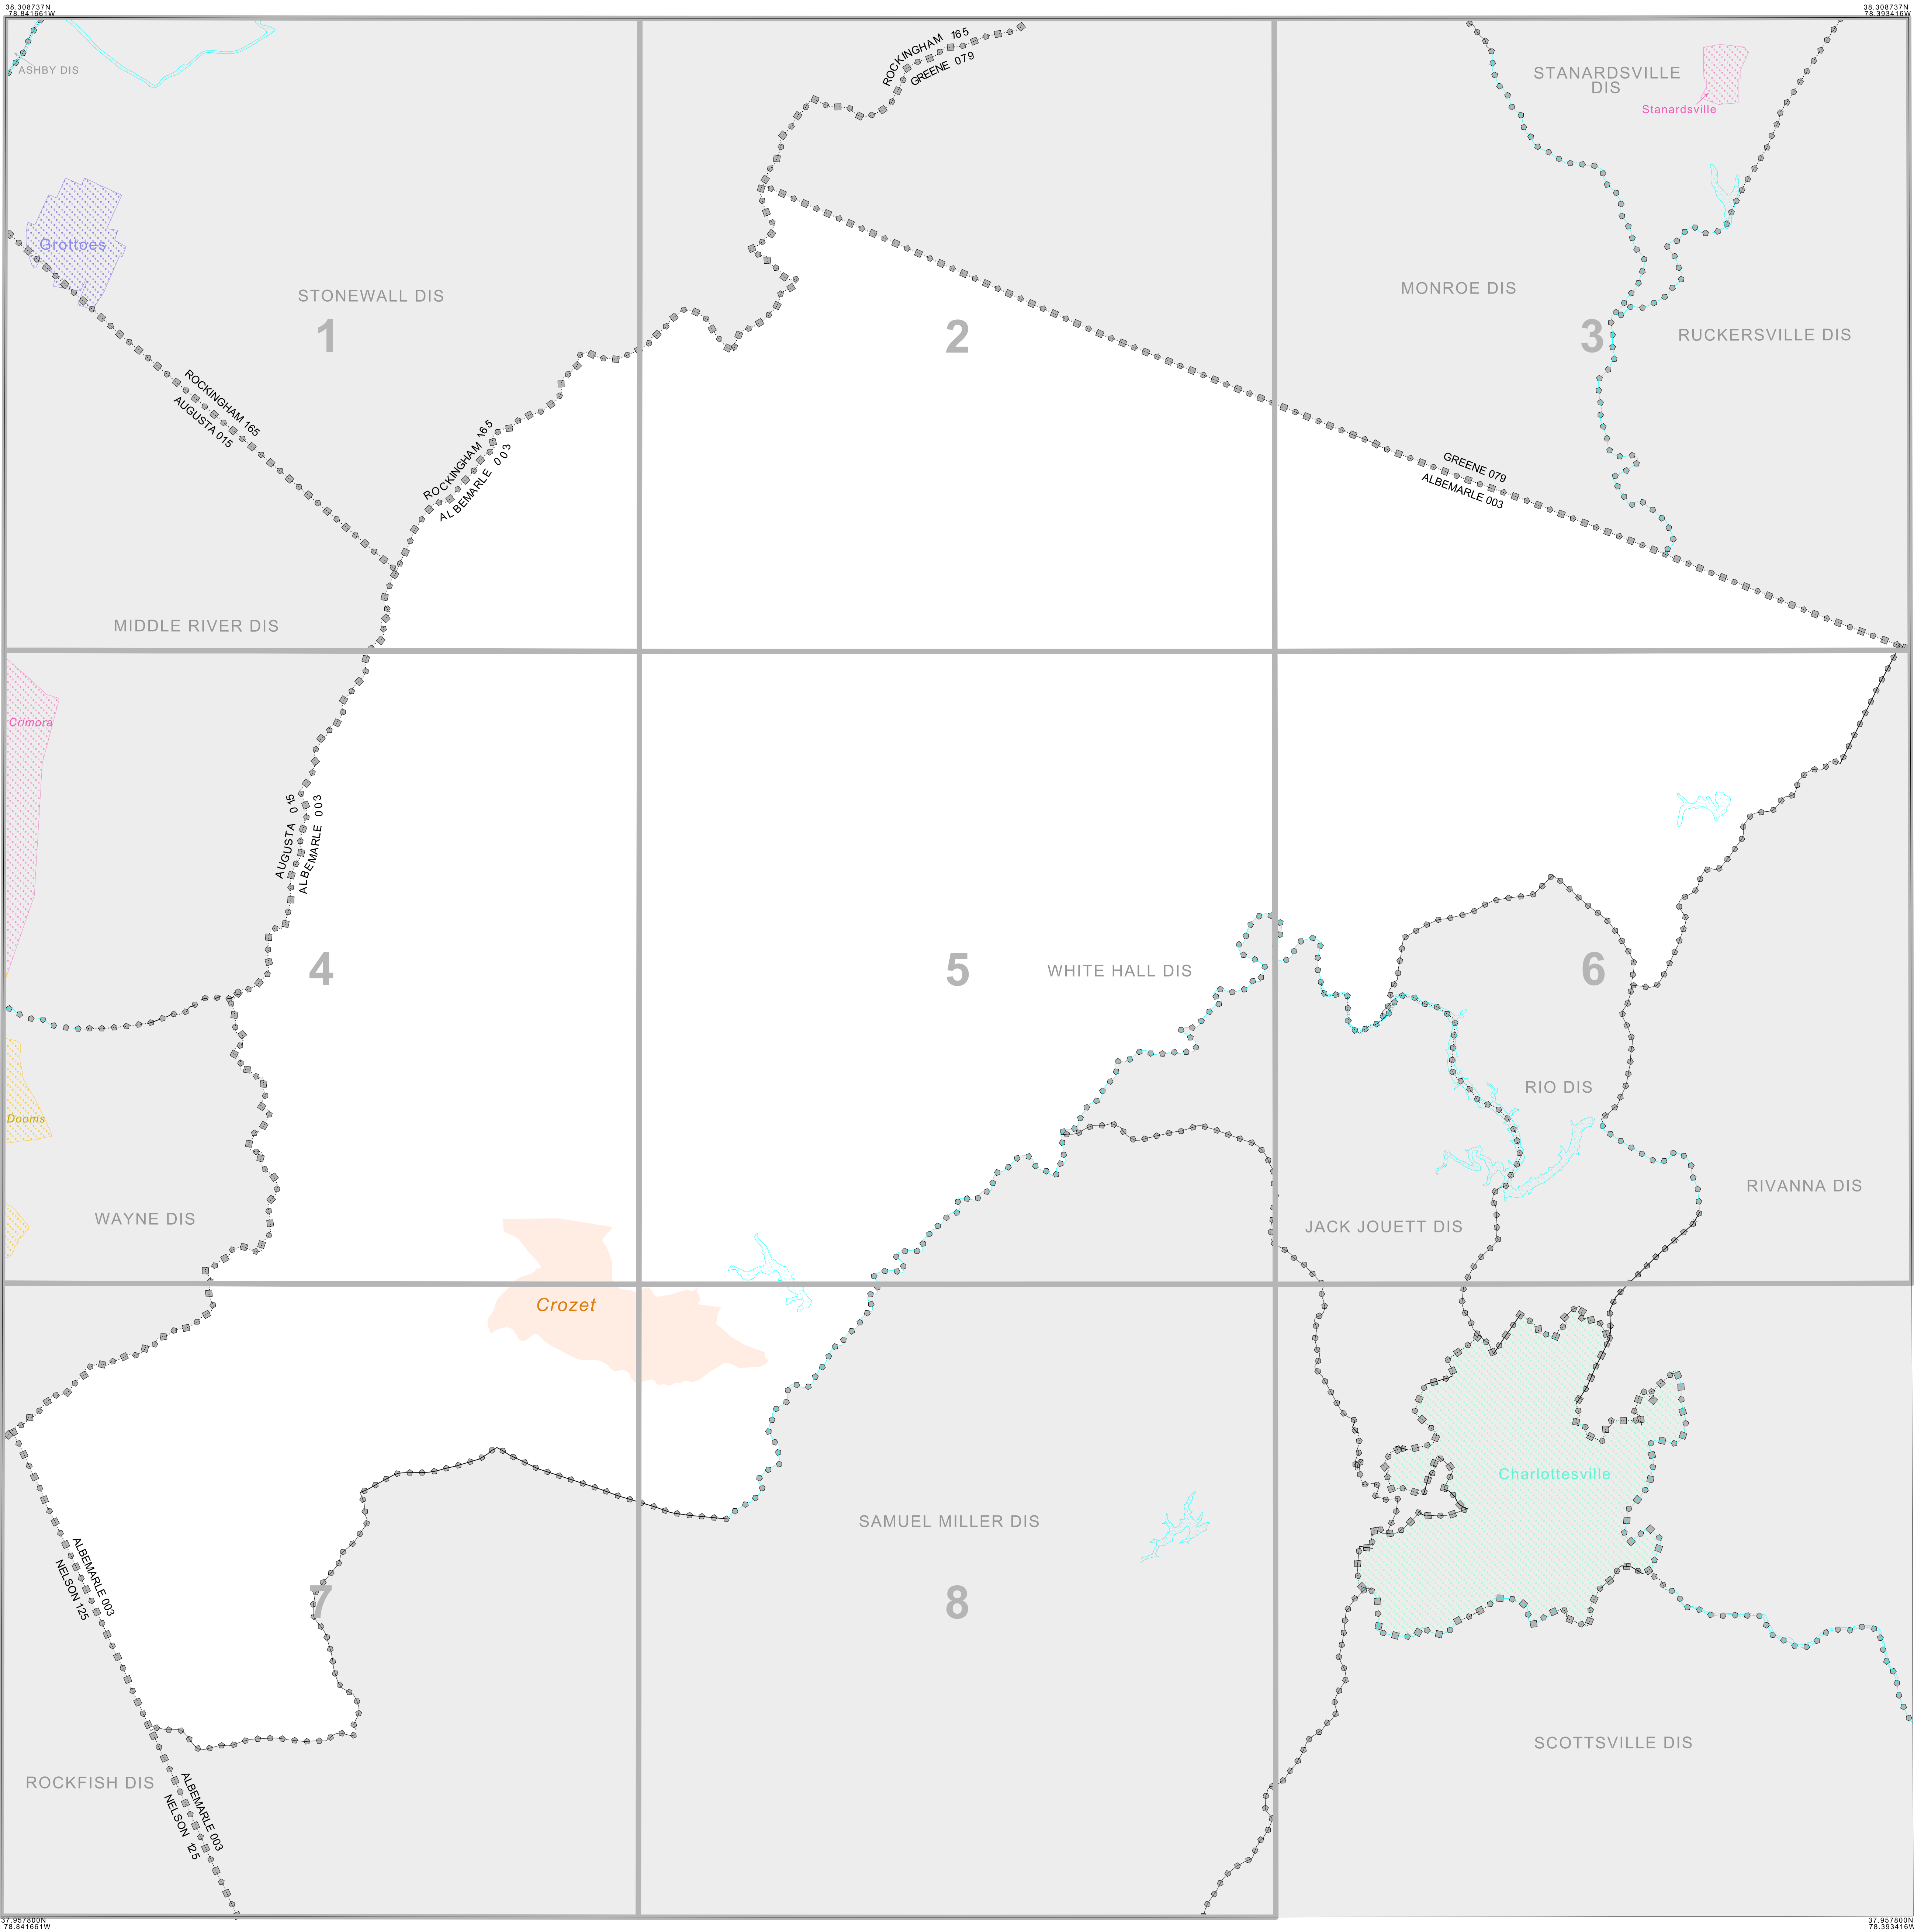 38.308737N
78.841661W
38.308737N
78.393416W
ROCKINGHAM 165
GREENE 079
ASHBY DIS
STANARDSVILLE
DIS
Stanardsville
Grottoes
STONEWALL DIS
MONROE DIS
1
2
3
RUCKERSVILLE DIS
ROCKINGHAM 165
AUGUSTA 015
ROCKINGHAM 165
ALBEMARLE 003
GREENE 079
ALBEMARLE 003
MIDDLE RIVER DIS
Crimora
AUGUSTA 015
ALBEMARLE 003
4
5
WHITE HALL DIS
6
RIO DIS
Dooms
RIVANNA DIS
WAYNE DIS
JACK JOUETT DIS
Crozet
Charlottesville
SAMUEL MILLER DIS
ALBEMARLE 003
NELSON 125
7
8
SCOTTSVILLE DIS
ROCKFISH DIS
ALBEMARLE 003
NELSON 125
37.957800N
78.841661W
37.957800N
78.393416W